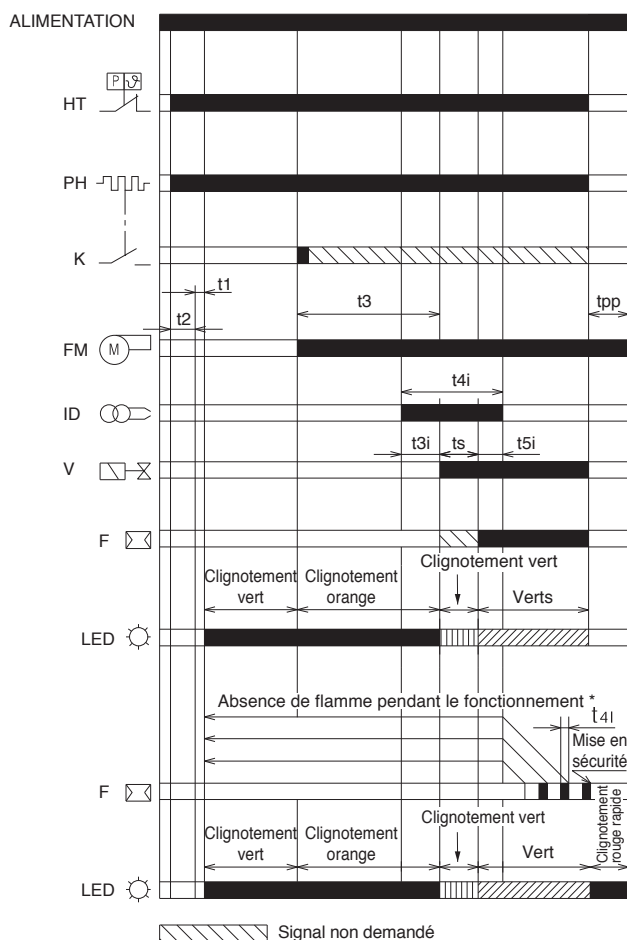 ALIMENTATION
P ϑ
HT
PH
K
t1
t2
t3
tpp
FM M
t4i
ID
t3i ts t5i
V
F
Clignotement vert
Clignotement
vert
Clignotement
orange
Verts
LED
Absence de flamme pendant le fonctionnement *
t4l
Mise en
sécurité
F
Clignotement
rouge rapide
Clignotement vert
Clignotement
vert
Clignotement
orange
Vert
LED
Signal non demandé